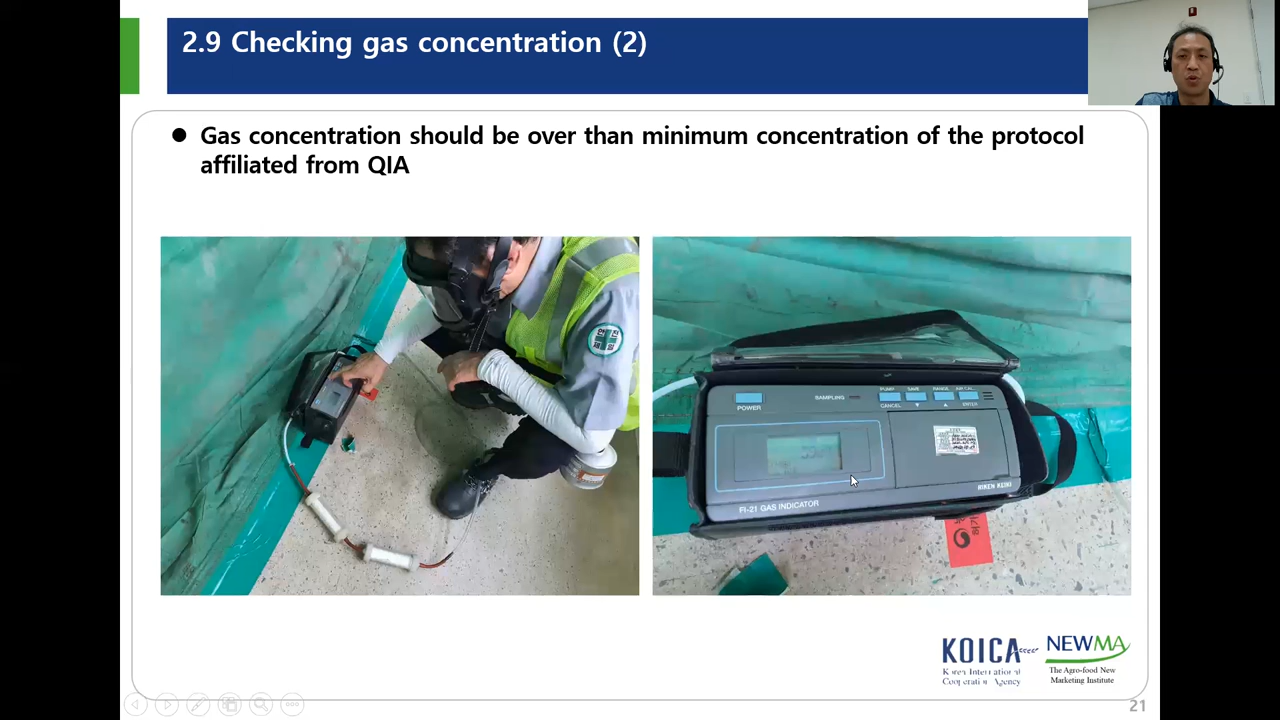 2.9 Checking gas concentration (2)
● Gas concentration should be over than minimum concentration of the protocol
affiliated from QIA
POWER
SAMPLING
PUMP
SAVE
RANGE
CANCEL
ENTER
RIKEN KEIKI
FI-21 GAS INDICATOR
KOICA
Korea International
Cooperation Agency
NEWMA
The Agro-food New
Marketing Institute
21